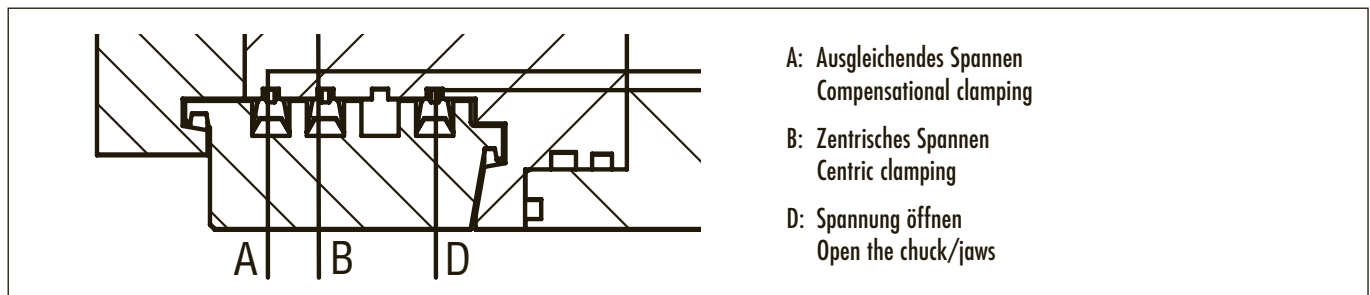 A: Ausgleichendes Spannen
Compensational clamping
B: Zentrisches Spannen
Centric clamping
D: Spannung öffnen
Open the chuck/jaws
A B D